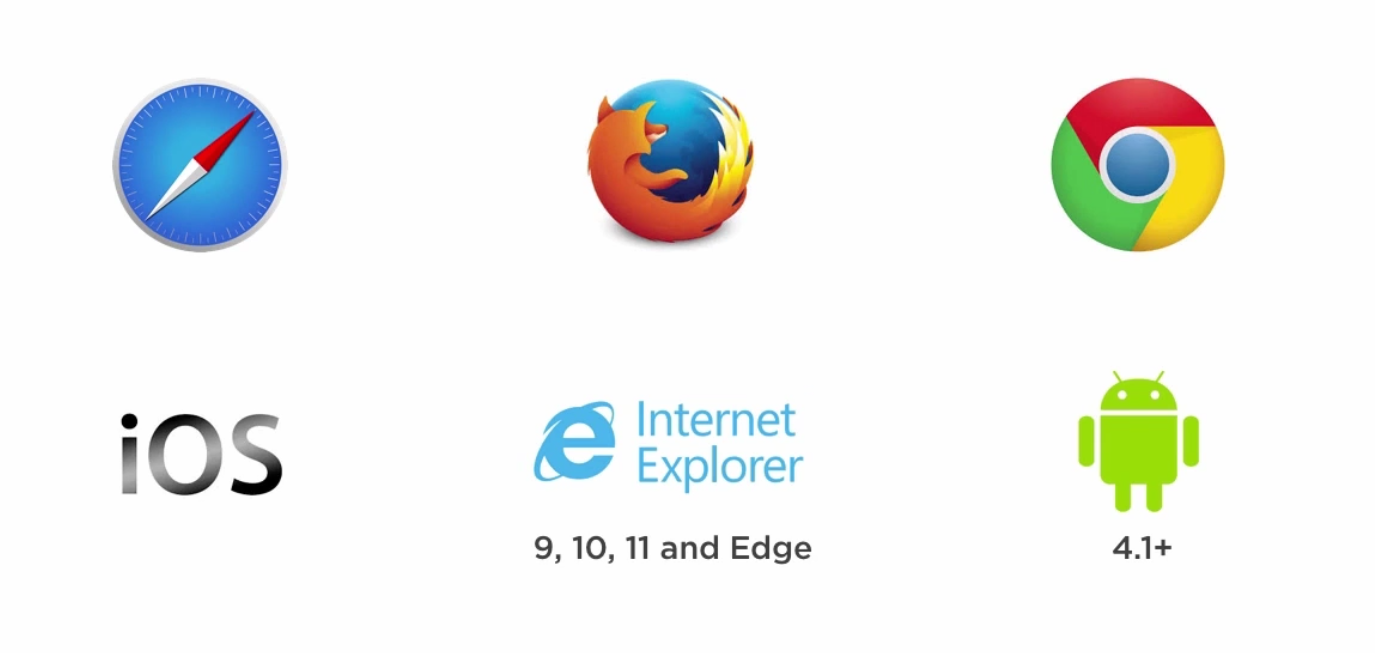 iOS
Internet
Explorer
9, 10, 11 and Edge
4.1+